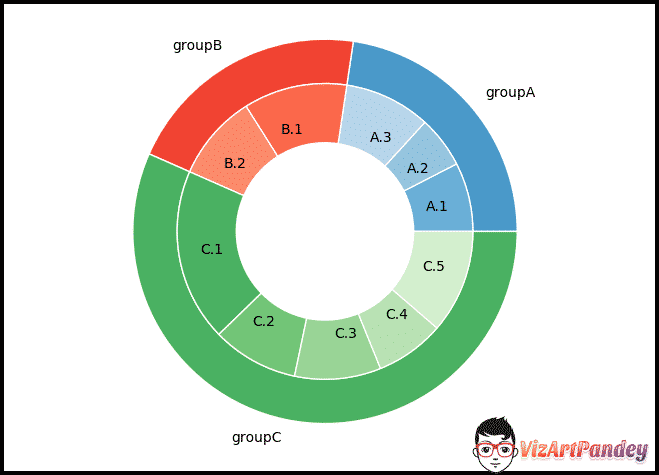 groupB
groupA
B.1
A.3
B.2
A.2
A.1
C.1
C.5
C.4
C.2
C.3
groupC
VizArtPandey